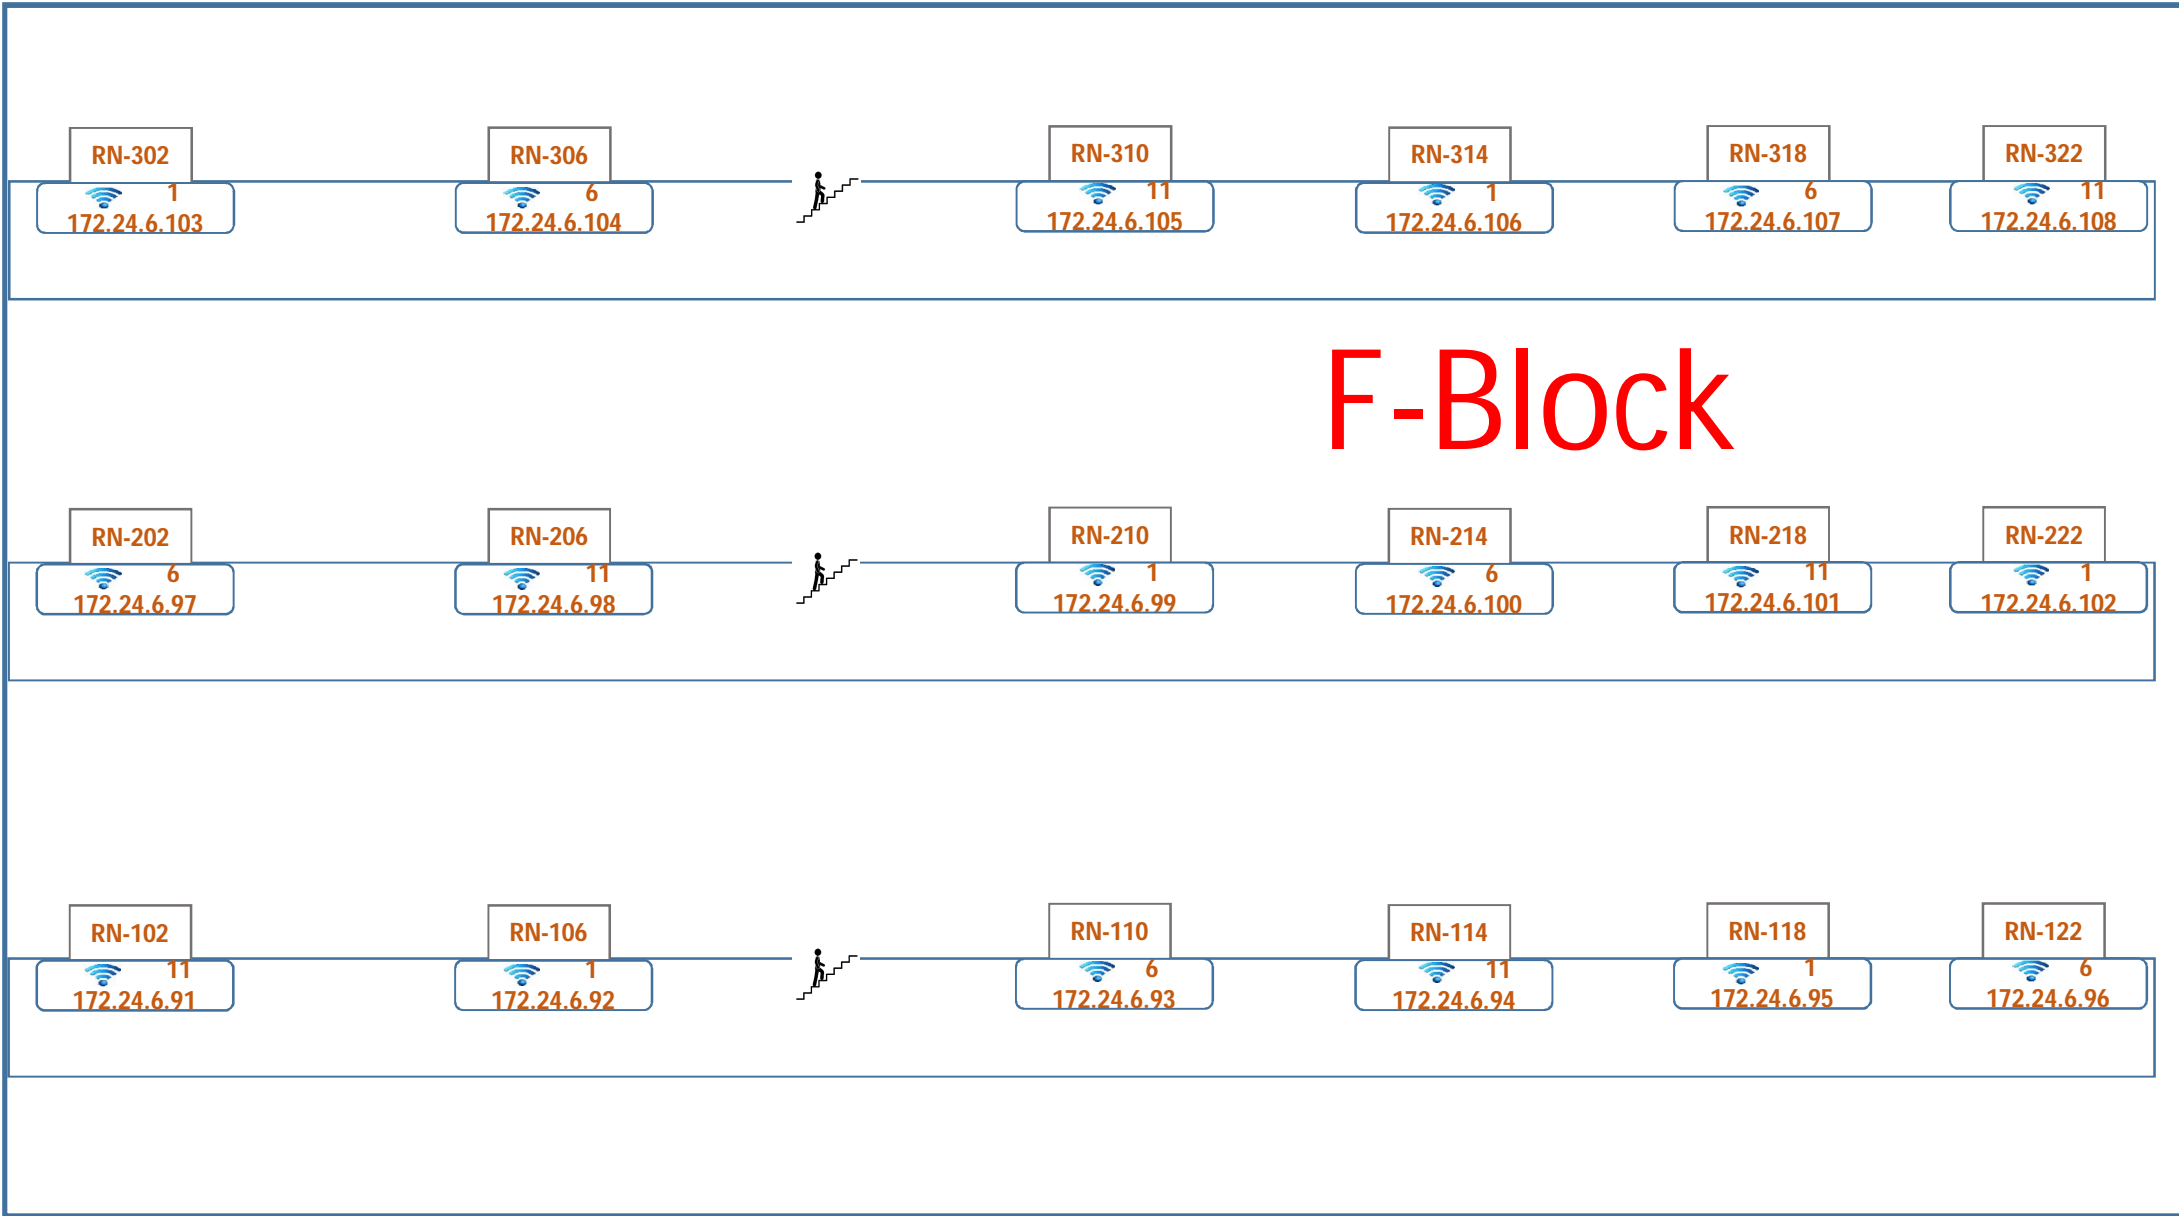 RN-302 RN-306 RN-310 RN-314 RN-318 RN-322
1 6 11 1 6 11
172.24.6.103 172.24.6.104 172.24.6.105 172.24.6.106 172.24.6.107 172.24.6.108
F-Block
RN-202 RN-206 RN-210 RN-214 RN-218 RN-222
6 11 1 6 11 1
172.24.6.97 172.24.6.98 172.24.6.99 172.24.6.100 172.24.6.101 172.24.6.102
RN-102 RN-106 RN-110 RN-114 RN-118 RN-122
11 1 6 11 1 6
172.24.6.91 172.24.6.92 172.24.6.93 172.24.6.94 172.24.6.95 172.24.6.96